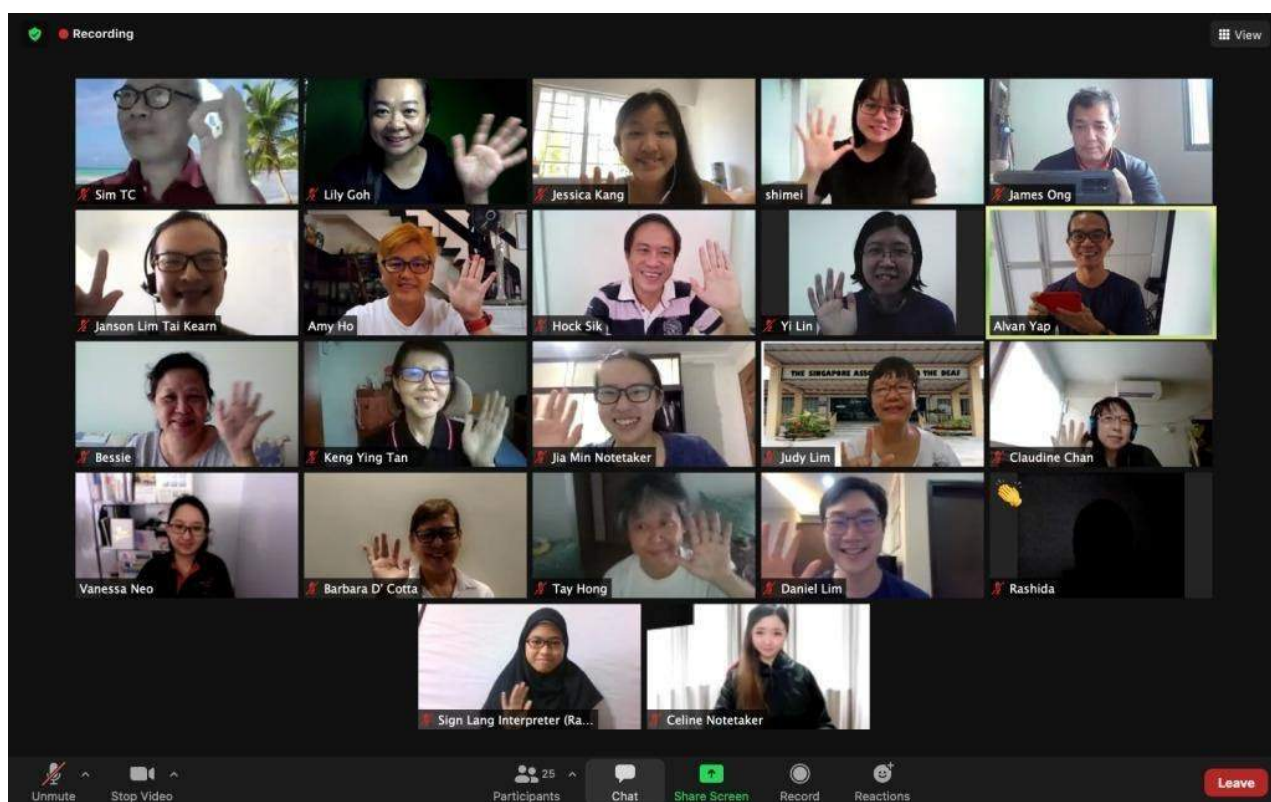 Recording
View
Sim TC
Lily Goh
Jessica Kang
shimei
James Ong
Janson Lim Tai Kearn
Amy Ho
Hock Sik
Yi Lin
Alvan Yap
THE SINGAPORE ASSO THE DEAF
Bessie
Keng Ying Tan
Jia Min Notetaker
Judy Lim
Claudine Chan
Vanessa Neo
Barbara D' Cotta
Tay Hong
Daniel Lim
Rashida
Sign Lang Interpreter (Ra...
Celine Notetaker
Unmute
Stop Video
25
Participants
Chat
Share Screen
Record
Reactions
Leave